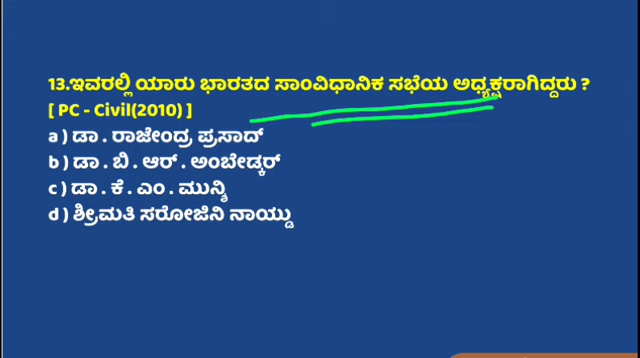 13.ಇವರಲ್ಲಿ ಯಾರು ಭಾರತದ ಸಾಂವಿಧಾನಿಕ ಸಭೆಯ ಅಧ್ಯಕ್ಷರಾಗಿದ್ದರು ?
[ PC - Civil(2010) ]
a ) ಡಾ . ರಾಜೇಂದ್ರ ಪ್ರಸಾದ್
b ) ಡಾ . ಬಿ . ಆರ್ . ಅಂಬೇಡ್ಕರ್
c ) ಡಾ . ಕೆ . ಎಂ . ಮುನ್ಶಿ
d ) ಶ್ರೀಮತಿ ಸರೋಜಿನಿ ನಾಯ್ಡು